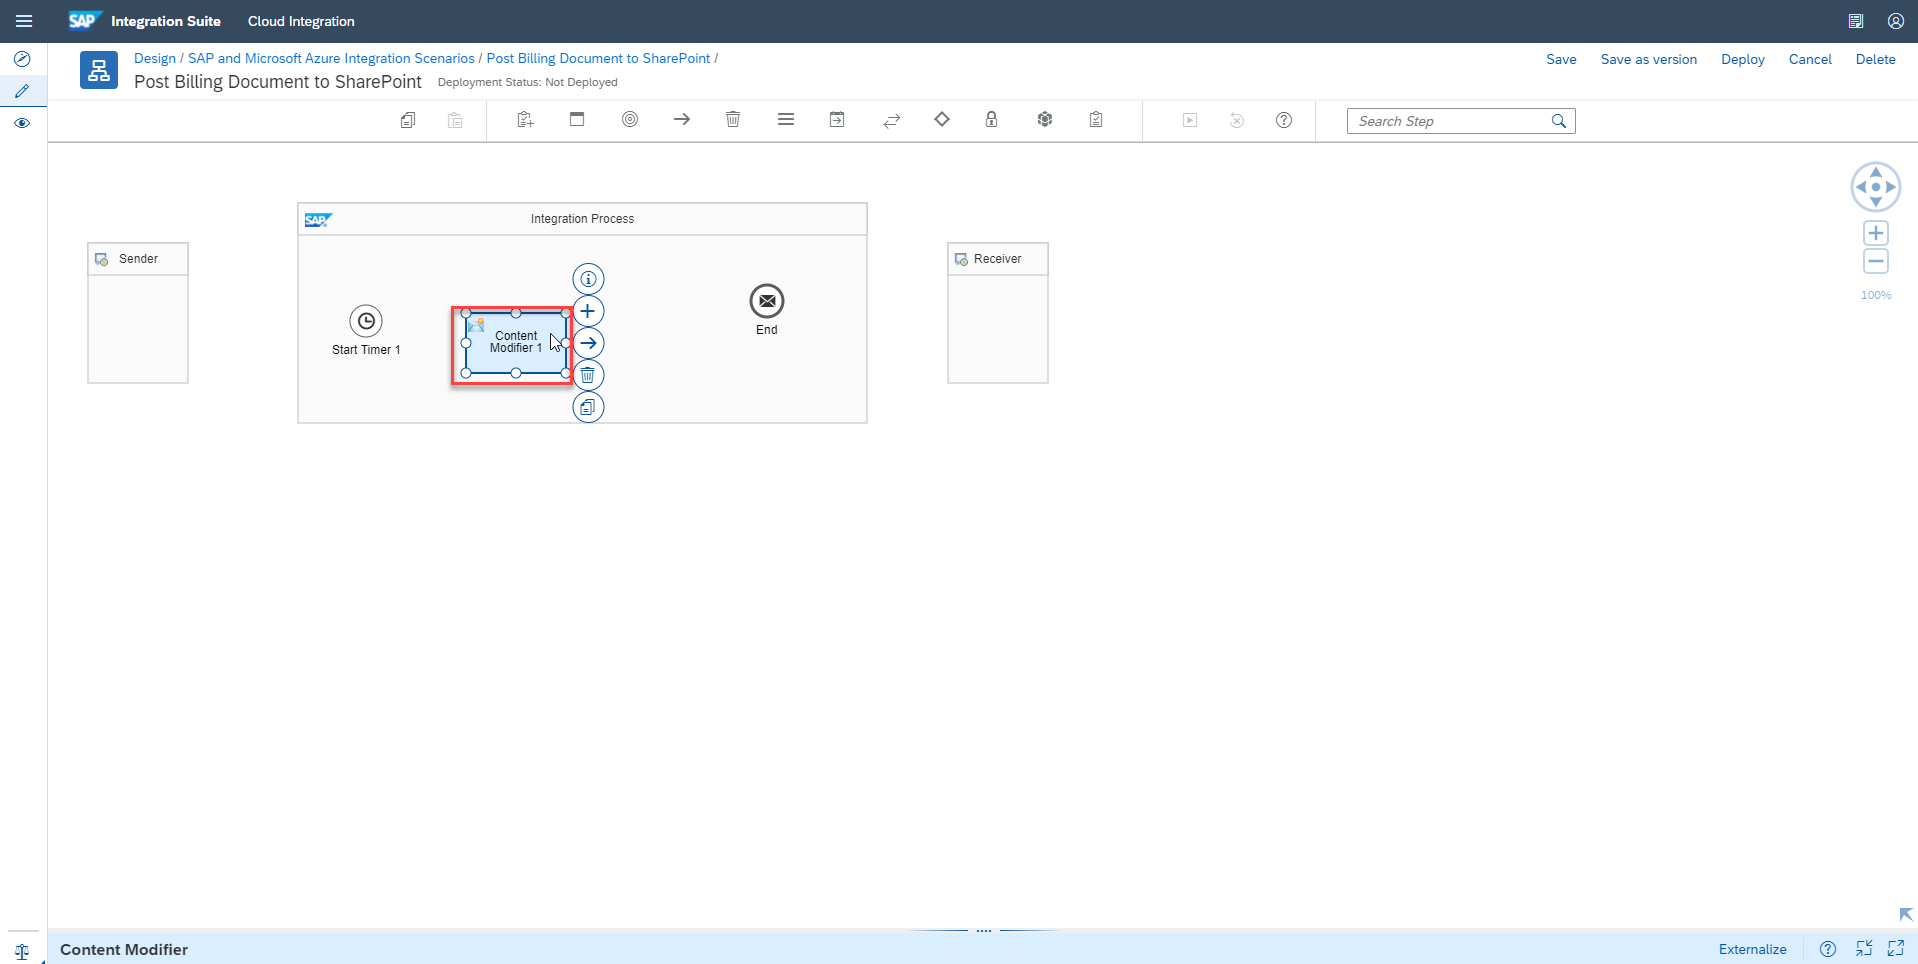 SAP Integration Suite Cloud Integration
Design / SAP and Microsoft Azure Integration Scenarios / Post Billing Document to SharePoint /
Post Billing Document to SharePoint Deployment Status: Not Deployed
Save Save as version Deploy Cancel Delete
Search Step
SAP Integration Process
Sender
Receiver
Start Timer 1
Content
Modifier 1
End
100%
Content Modifier
Externalize